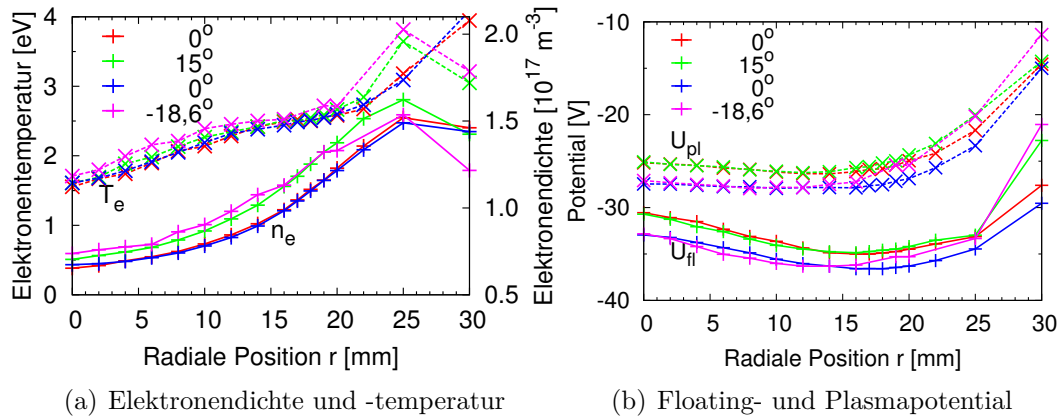 Elektronentemperatur [eV]
4
3
2
1
0
0°
15°
0°
-18,6°
T_e
n_e
2.0
1.5
1.0
0.5
Elektronendichte [10^17 m^-3]
0 5 10 15 20 25 30
Radiale Position r [mm]
(a) Elektronendichte und -temperatur
Potential [V]
-10
-20
-30
-40
0°
15°
0°
-18,6°
U_pl
U_fl
0 5 10 15 20 25 30
Radiale Position r [mm]
(b) Floating- und Plasmapotential